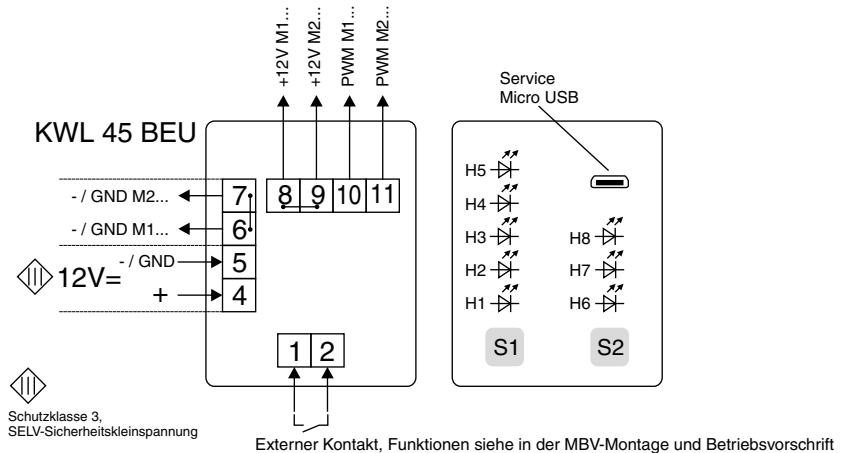 +12V M1...
+12V M2...
PWM M1...
PWM M2...
Service
Micro USB
KWL 45 BEU
- / GND M2...
7
8 9 10 11
- / GND M1...
6
12V=
- / GND
5
+
4
1 2
H5
H4
H3
H8
H2
H7
H1
H6
S1
S2
Schutzklasse 3,
SELV-Sicherheitskleinspannung
Externer Kontakt, Funktionen siehe in der MBV-Montage und Betriebsvorschrift